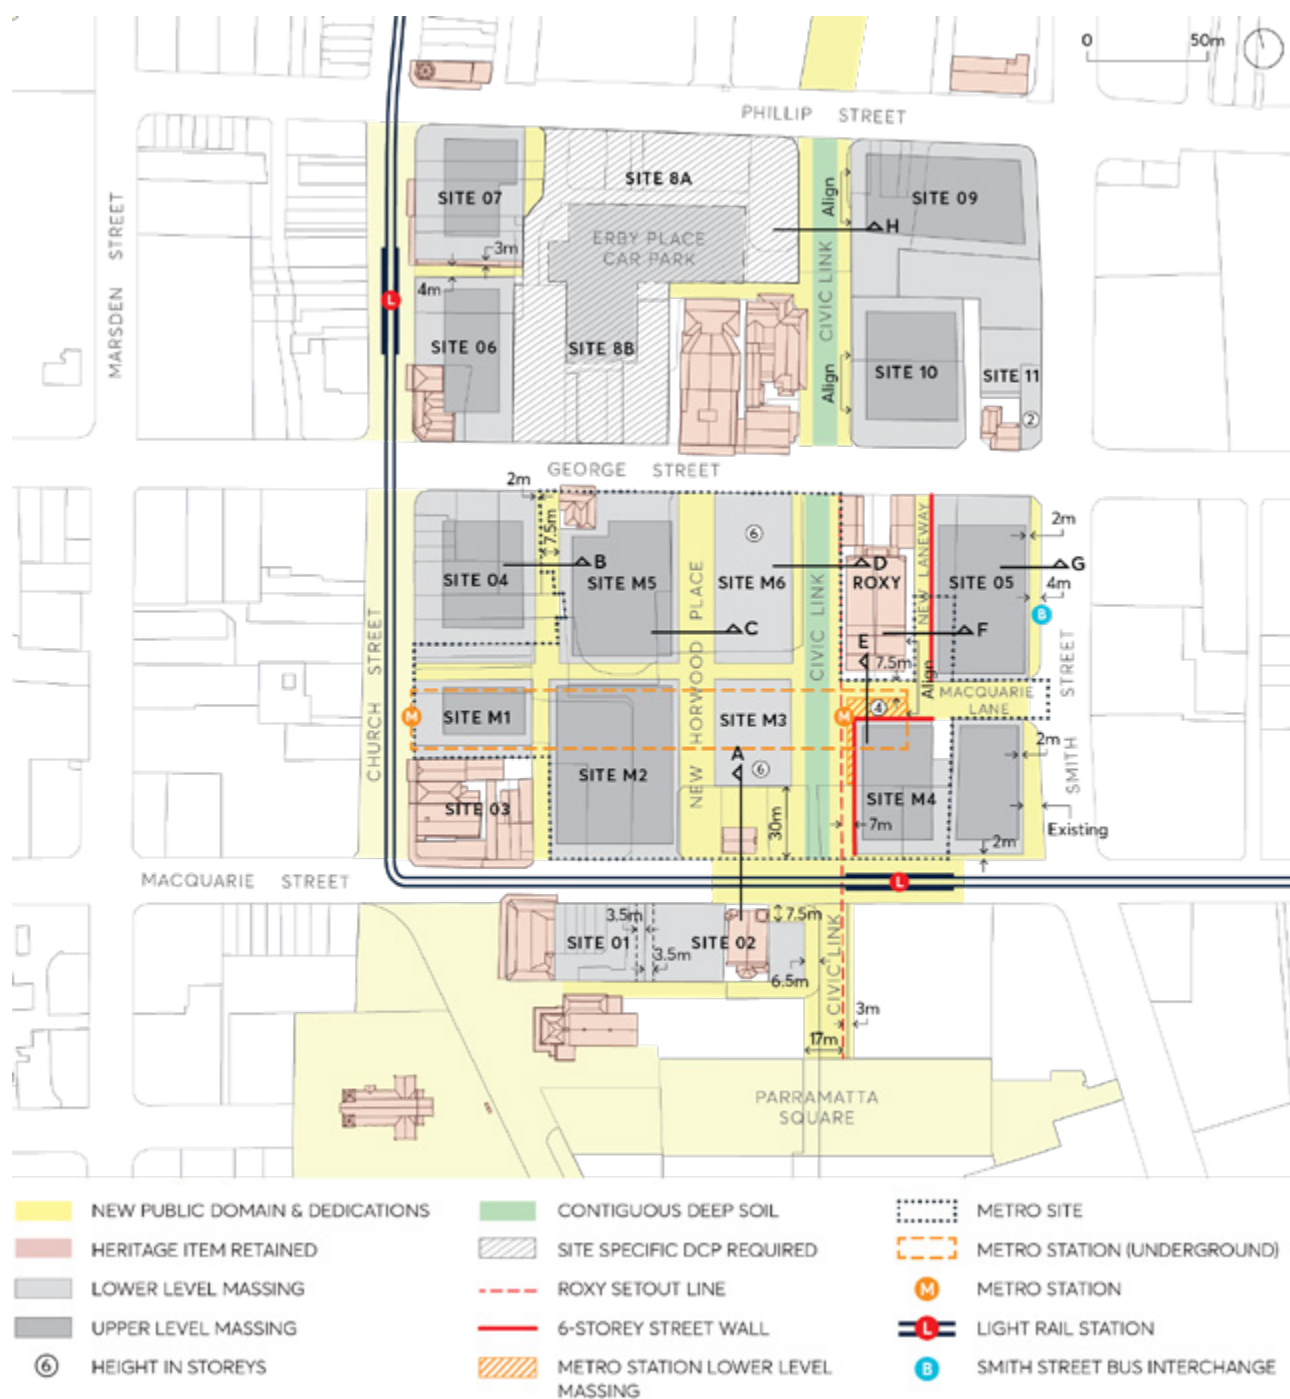 0 50m
PHILLIP STREET
MARSDEN STREET
SITE 07
SITE 8A
Align
SITE 09
H
ERBY PLACE
CAR PARK
3m
4m
CIVIC LINK
L
SITE 06
SITE 8B
Align
SITE 10
SITE 11
2
GEORGE STREET
2m
7.5m
6
NEW LANEWAY
2m
B
D
G
SITE 04
SITE M5
SITE M6
ROXY
SITE 05
4m
B
C
F
E
NEW HORWOOD PLACE
CIVIC LINK
7.5m
Align
SMITH STREET
MACQUARIE
LANE
CHURCH STREET
M
SITE M1
SITE M3
M
4
2m
A
6
SITE M2
SITE M4
SITE 03
30m
7m
Existing
2m
MACQUARIE STREET
L
3.5m
7.5m
SITE 01
SITE 02
3.5m
6.5m
CIVIC LINK
3m
17m
PARRAMATTA
SQUARE
NEW PUBLIC DOMAIN & DEDICATIONS
HERITAGE ITEM RETAINED
LOWER LEVEL MASSING
UPPER LEVEL MASSING
6 HEIGHT IN STOREYS
CONTIGUOUS DEEP SOIL
SITE SPECIFIC DCP REQUIRED
ROXY SETOUT LINE
6-STOREY STREET WALL
METRO STATION LOWER LEVEL
MASSING
METRO SITE
METRO STATION (UNDERGROUND)
M METRO STATION
L LIGHT RAIL STATION
B SMITH STREET BUS INTERCHANGE